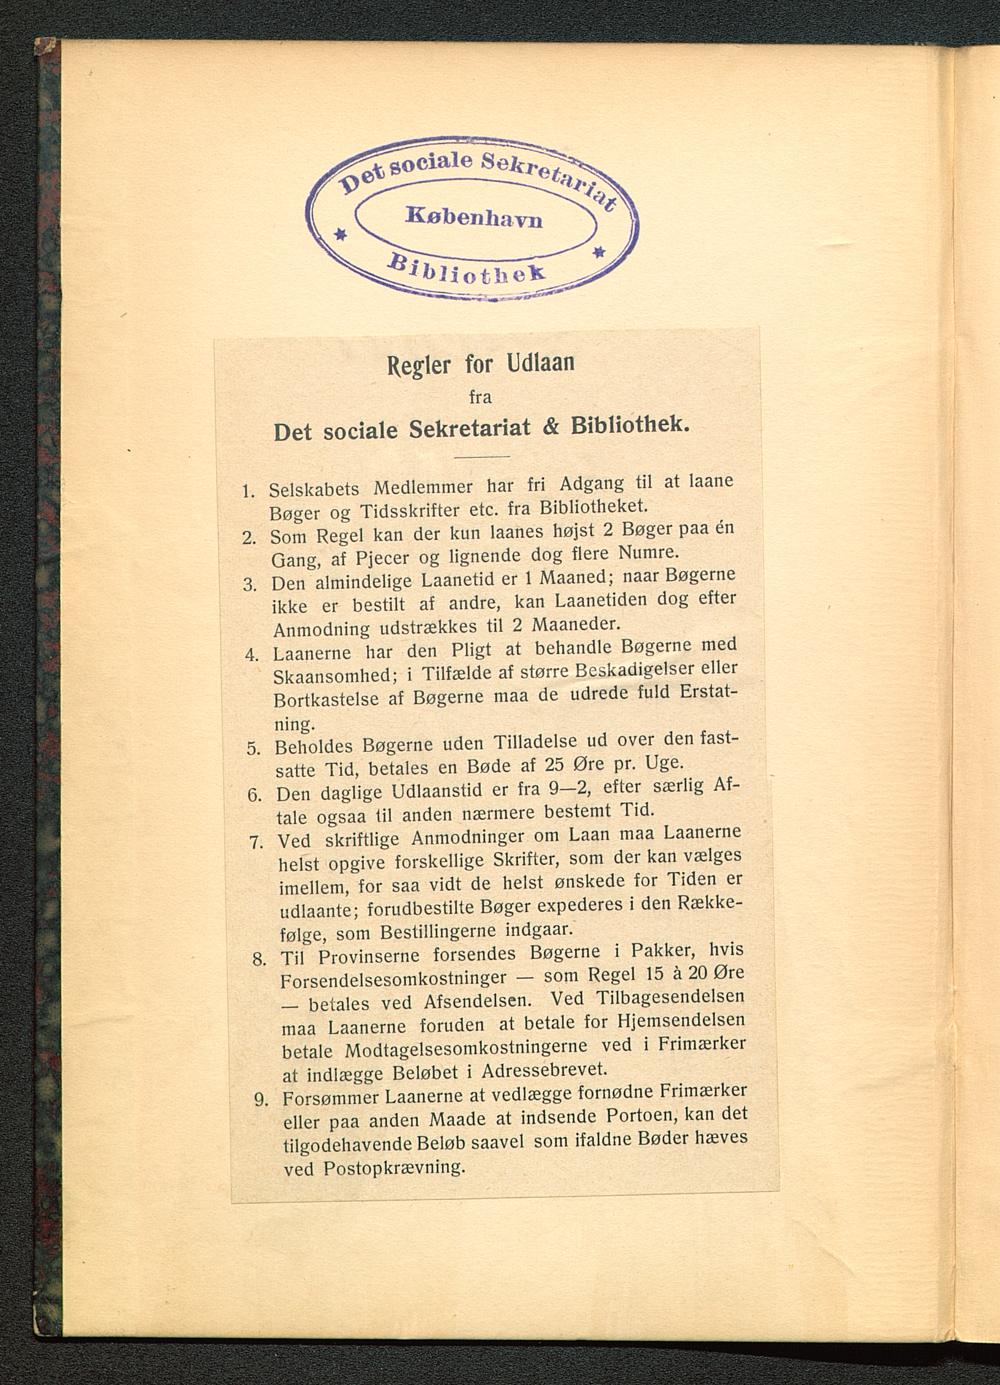 Det sociale Sekretariat
København
Bibliothek
Regler for Udlaan
fra
Det sociale Sekretariat & Bibliothek.
1. Selskabets Medlemmer har fri Adgang til at laane
Bøger og Tidsskrifter etc. fra Bibliotheket.
2. Som Regel kan der kun laanes højst 2 Bøger paa én
Gang, af Pjecer og lignende dog flere Numre.
3. Den almindelige Laanetid er 1 Maaned; naar Bøgerne
ikke er bestilt af andre, kan Laanetiden dog efter
Anmodning udstrækkes til 2 Maaneder.
4. Laanerne har den Pligt at behandle Bøgerne med
Skaansomhed; i Tilfælde af større Beskadigelser eller
Bortkastelse af Bøgerne maa de udrede fuld Erstat-
ning.
5. Beholdes Bøgerne uden Tilladelse ud over den fast-
satte Tid, betales en Bøde af 25 Øre pr. Uge.
6. Den daglige Udlaanstid er fra 9—2, efter særlig Af-
tale ogsaa til anden nærmere bestemt Tid.
7. Ved skriftlige Anmodninger om Laan maa Laanerne
helst opgive forskellige Skrifter, som der kan vælges
imellem, for saa vidt de helst ønskede for Tiden er
udlaante; forudbestilte Bøger expederes i den Række-
følge, som Bestillingerne indgaar.
8. Til Provinserne forsendes Bøgerne i Pakker, hvis
Forsendelsesomkostninger — som Regel 15 à 20 Øre
— betales ved Afsendelsen. Ved Tilbagesendelsen
maa Laanerne foruden at betale for Hjemsendelsen
betale Modtagelsesomkostningerne ved i Frimærker
at indlægge Beløbet i Adressebrevet.
9. Forsømmer Laanerne at vedlægge fornødne Frimærker
eller paa anden Maade at indsende Portoen, kan det
tilgodehavende Beløb saavel som ifaldne Bøder hæves
ved Postopkrævning.